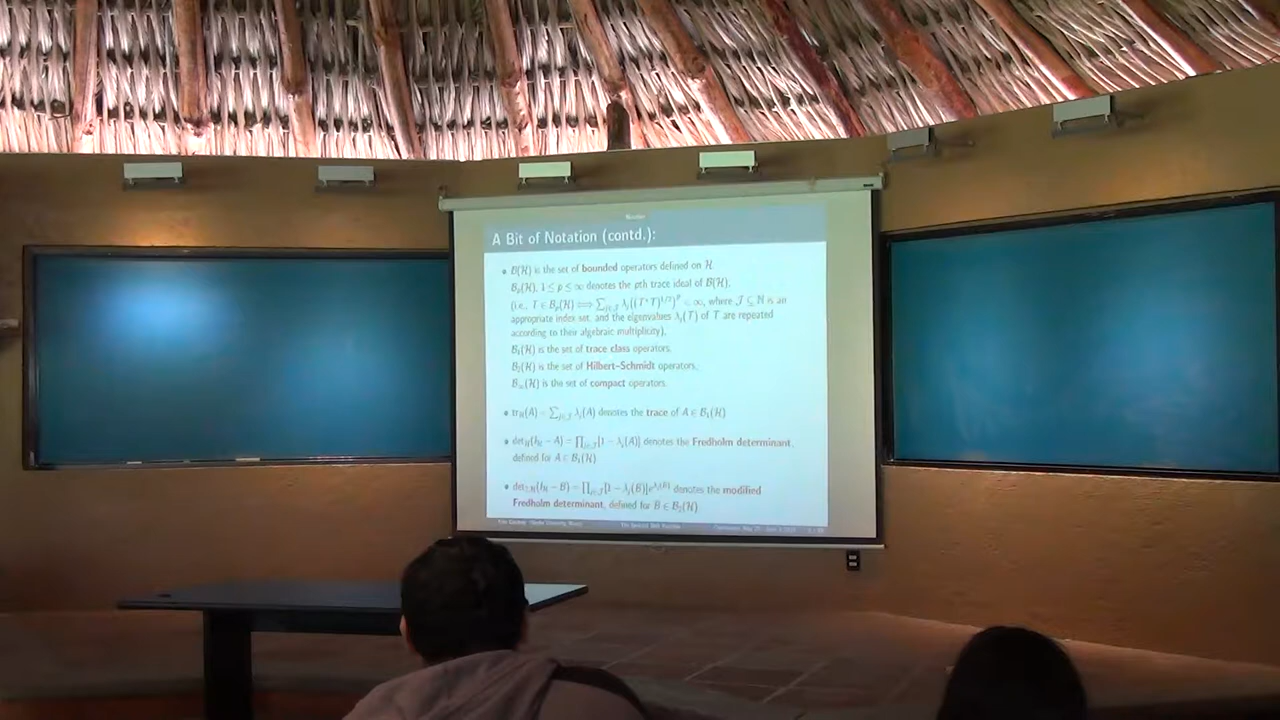 A Bit of Notation (contd.):
• B(H) is the set of bounded operators defined on H.
B_p(H), 1 ≤ p ≤ ∞ denotes the pth trace ideal of B(H),
(i.e., T ∈ B_p(H) ⟺ ∑_{j∈J} λ_j((T*T)^{1/2})^p < ∞, where J ⊆ ℕ is an
appropriate index set, and the eigenvalues λ_j(T) of T are repeated
according to their algebraic multiplicity),
B_1(H) is the set of trace class operators,
B_2(H) is the set of Hilbert–Schmidt operators,
B_∞(H) is the set of compact operators.
• tr_H(A) = ∑_{j∈J} λ_j(A) denotes the trace of A ∈ B_1(H)
• det_H(I_H − A) = ∏_{j∈J}[1 − λ_j(A)] denotes the Fredholm determinant,
defined for A ∈ B_1(H)
• det_{2,H}(I_H − B) = ∏_{j∈J}[1 − λ_j(B)]e^{λ_j(B)} denotes the modified
Fredholm determinant, defined for B ∈ B_2(H)
The Spectral Shift Function